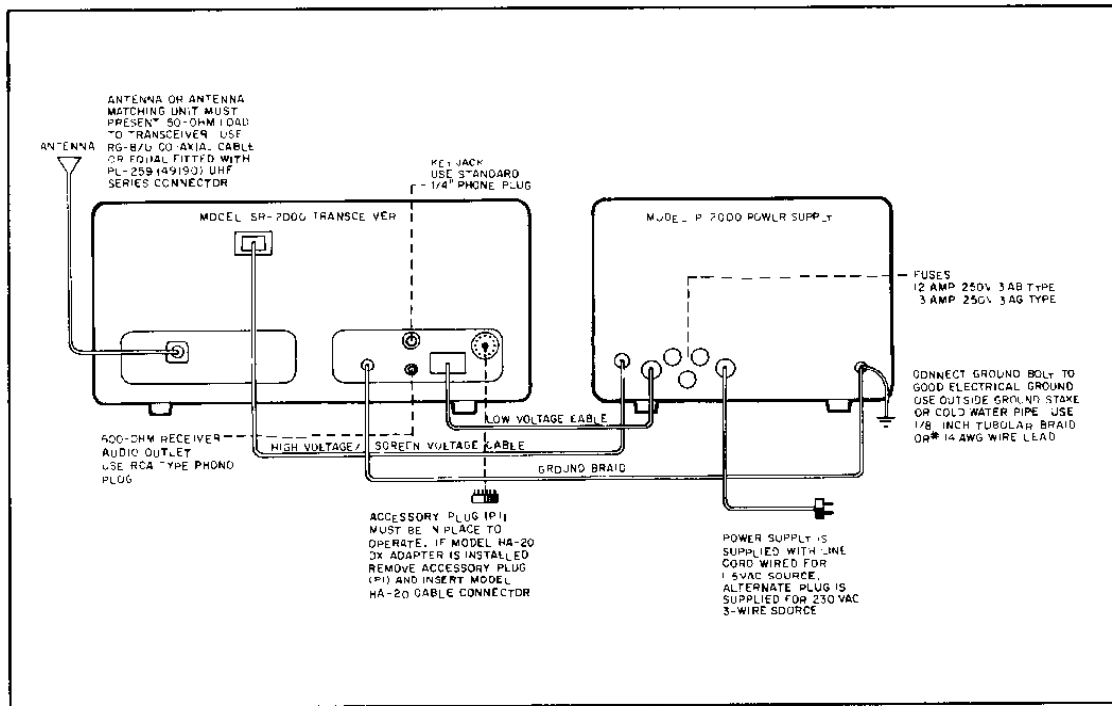 ANTENNA OR ANTENNA
MATCHING UNIT MUST
PRESENT 50-OHM LOAD
TO TRANSCEIVER USE
RG-8/U CO-AXIAL CABLE
OR EQUAL FITTED WITH
PL-259 (49190) UHF
SERIES CONNECTOR
ANTENNA
KEY JACK
USE STANDARD
1/4" PHONE PLUG
MODEL SR-2000 TRANSCEIVER
MODEL P 2000 POWER SUPPLY
FUSES
12 AMP 250V 3 AB TYPE
3 AMP 250V 3 AG TYPE
CONNECT GROUND BOLT TO
GOOD ELECTRICAL GROUND
USE OUTSIDE GROUND STAKE
OR COLD WATER PIPE USE
1/8 INCH TUBULAR BRAID
OR # 14 AWG WIRE LEAD
LOW VOLTAGE CABLE
500-OHM RECEIVER
AUDIO OUTLET
USE RCA TYPE PHONO
PLUG
HIGH VOLTAGE/ SCREEN VOLTAGE CABLE
GROUND BRAID
ACCESSORY PLUG (P1)
MUST BE IN PLACE TO
OPERATE. IF MODEL HA-20
DX ADAPTER IS INSTALLED
REMOVE ACCESSORY PLUG
(P1) AND INSERT MODEL
HA-20 CABLE CONNECTOR
POWER SUPPLY IS
SUPPLIED WITH LINE
CORD WIRED FOR
VAC SOURCE.
ALTERNATE PLUG IS
SUPPLIED FOR 230 VAC
3-WIRE SOURCE